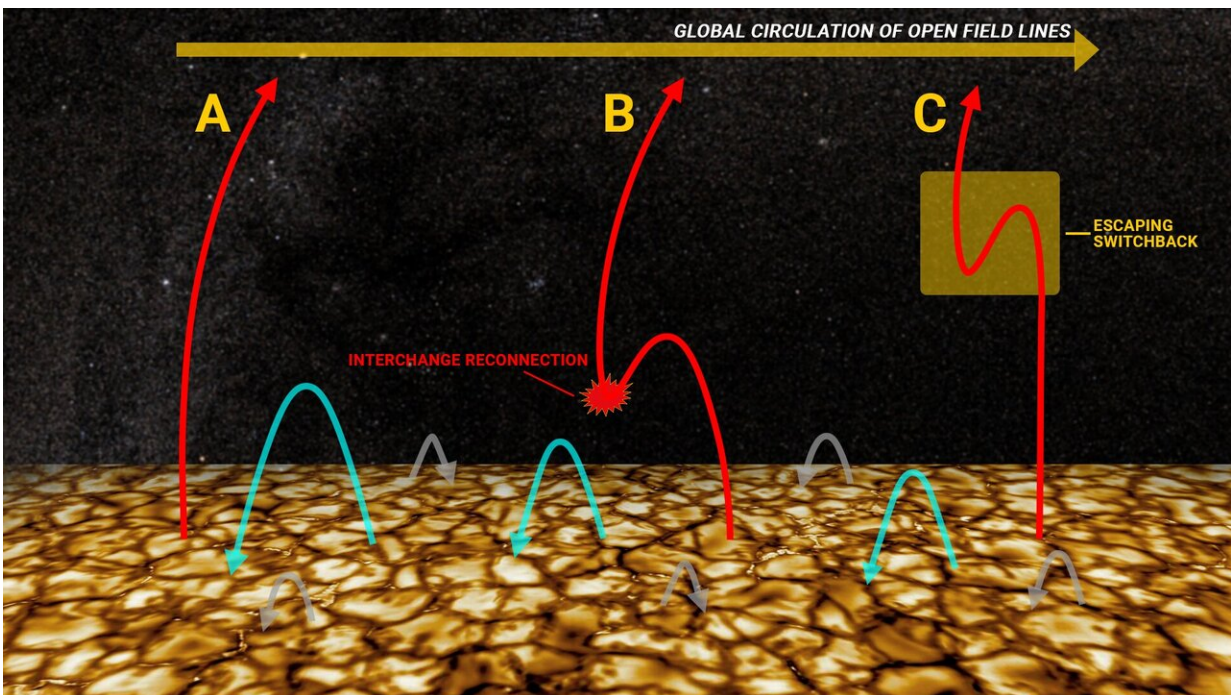 GLOBAL CIRCULATION OF OPEN FIELD LINES
A
B
C
ESCAPING
SWITCHBACK
INTERCHANGE RECONNECTION